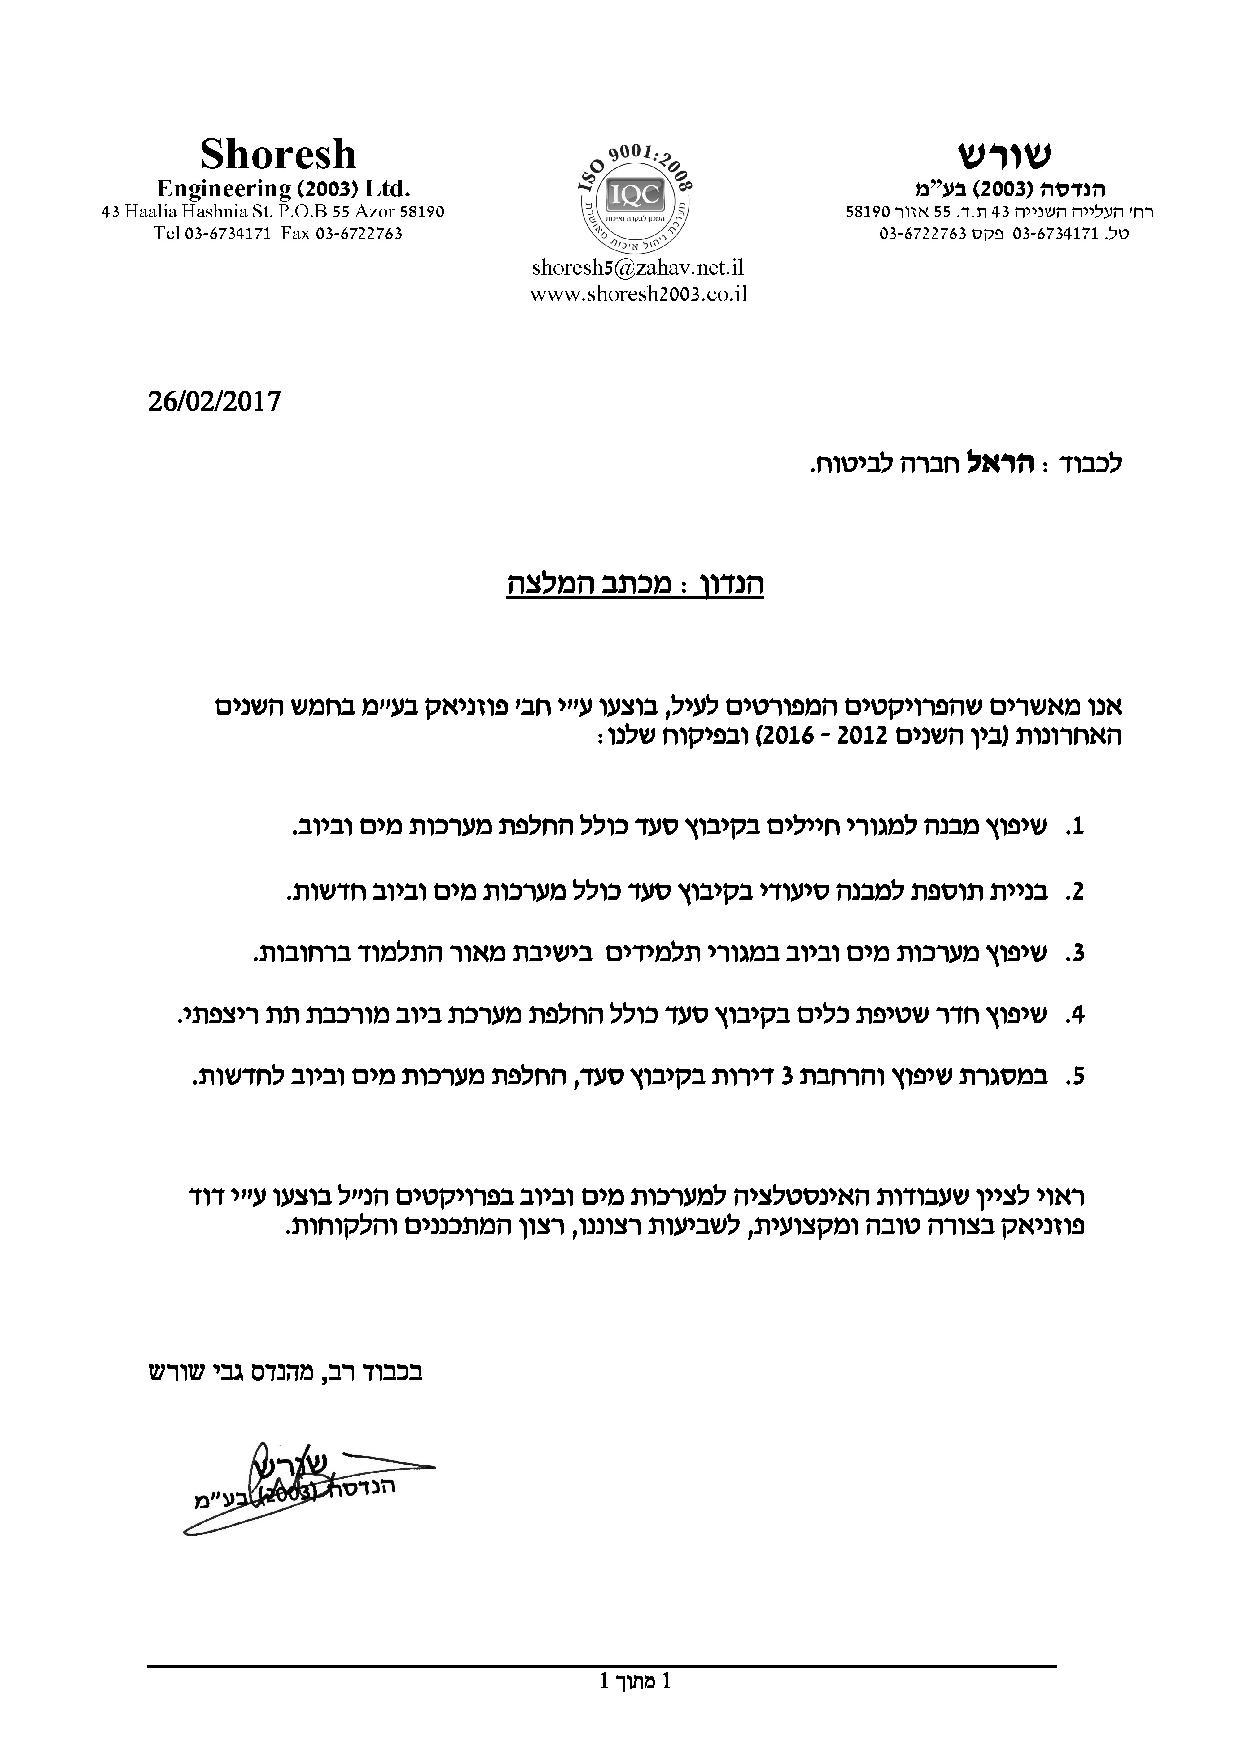 Shoresh
Engineering (2003) Ltd.
43 Haalia Hashnia St. P.O.B 55 Azor 58190
Tel 03-6734171 Fax 03-6722763
ISO 9001:2008
IQC
המכון לבקרה ואיכות
מערכת ניהול איכות מאושרת
shoresh5@zahav.net.il
www.shoresh2003.co.il
שורש
הנדסה (2003) בע"מ
רח' העלייה השנייה 43 ת.ד. 55 אזור 58190
טל. 03-6734171 פקס 03-6722763
26/02/2017
לכבוד : הראל חברה לביטוח.
הנדון : מכתב המלצה
אנו מאשרים שהפרויקטים המפורטים לעיל, בוצעו ע"י חב' פוזניאק בע"מ בחמש השנים
האחרונות (בין השנים 2012 - 2016) ובפיקוח שלנו:
1. שיפוץ מבנה למגורי חיילים בקיבוץ סעד כולל החלפת מערכות מים וביוב.
2. בניית תוספת למבנה סיעודי בקיבוץ סעד כולל מערכות מים וביוב חדשות.
3. שיפוץ מערכות מים וביוב במגורי תלמידים בישיבת מאור התלמוד ברחובות.
4. שיפוץ חדר שטיפת כלים בקיבוץ סעד כולל החלפת מערכת ביוב מורכבת תת ריצפתי.
5. במסגרת שיפוץ והרחבת 3 דירות בקיבוץ סעד, החלפת מערכות מים וביוב לחדשות.
ראוי לציין שעבודות האינסטלציה למערכות מים וביוב בפרויקטים הנ"ל בוצעו ע"י דוד
פוזניאק בצורה טובה ומקצועית, לשביעות רצוננו, רצון המתכננים והלקוחות.
בכבוד רב, מהנדס גבי שורש
שורש
הנדסה (2003) בע"מ
1 מתוך 1